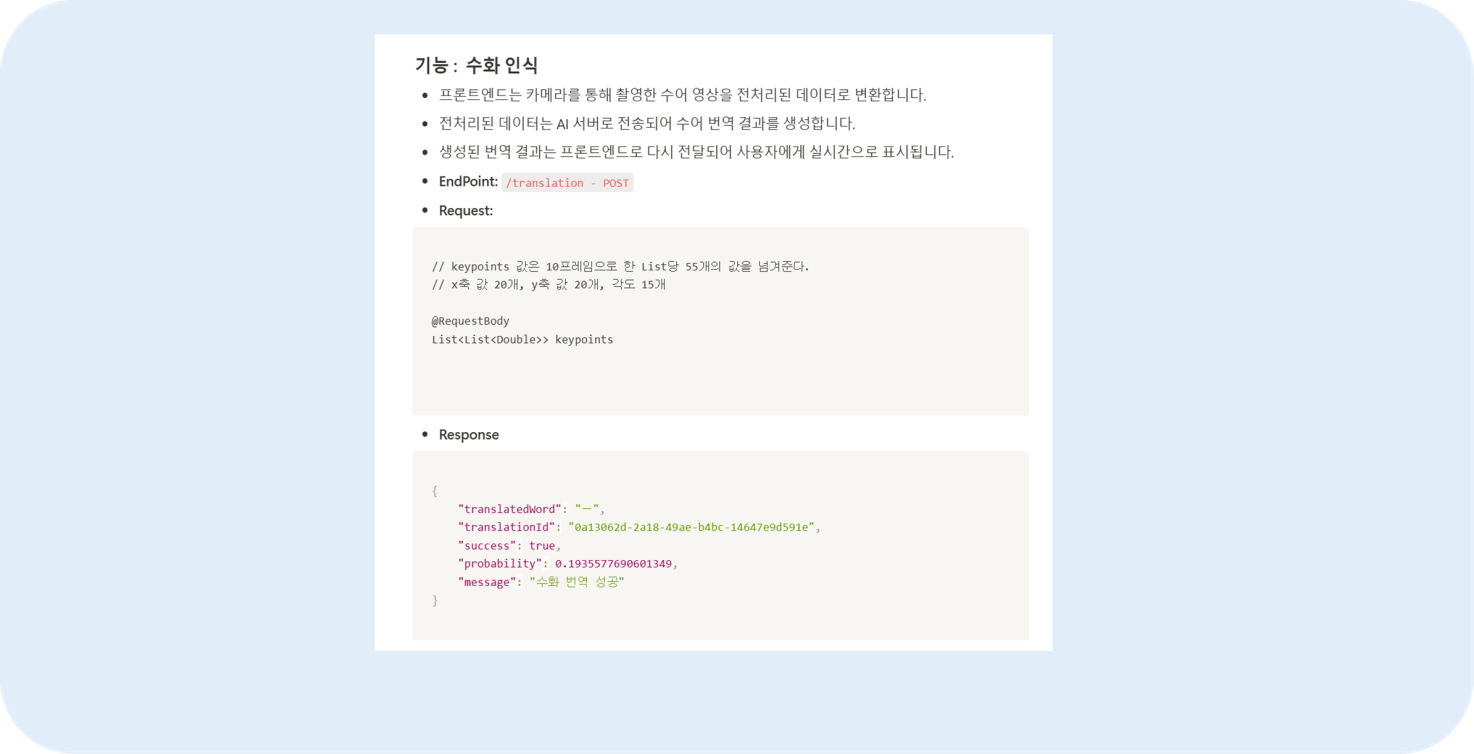 기능 : 수화 인식
• 프론트엔드는 카메라를 통해 촬영한 수어 영상을 전처리된 데이터로 변환합니다.
• 전처리된 데이터는 AI 서버로 전송되어 수어 번역 결과를 생성합니다.
• 생성된 번역 결과는 프론트엔드로 다시 전달되어 사용자에게 실시간으로 표시됩니다.
• EndPoint: /translation - POST
• Request:
// keypoints 값은 10프레임으로 한 List당 55개의 값을 넘겨준다.
// x축 값 20개, y축 값 20개, 각도 15개
@RequestBody
List<List<Double>> keypoints
• Response
{
"translatedWord": "ㅡ",
"translationId": "0a13062d-2a18-49ae-b4bc-14647e9d591e",
"success": true,
"probability": 0.1935577690601349,
"message": "수화 번역 성공"
}